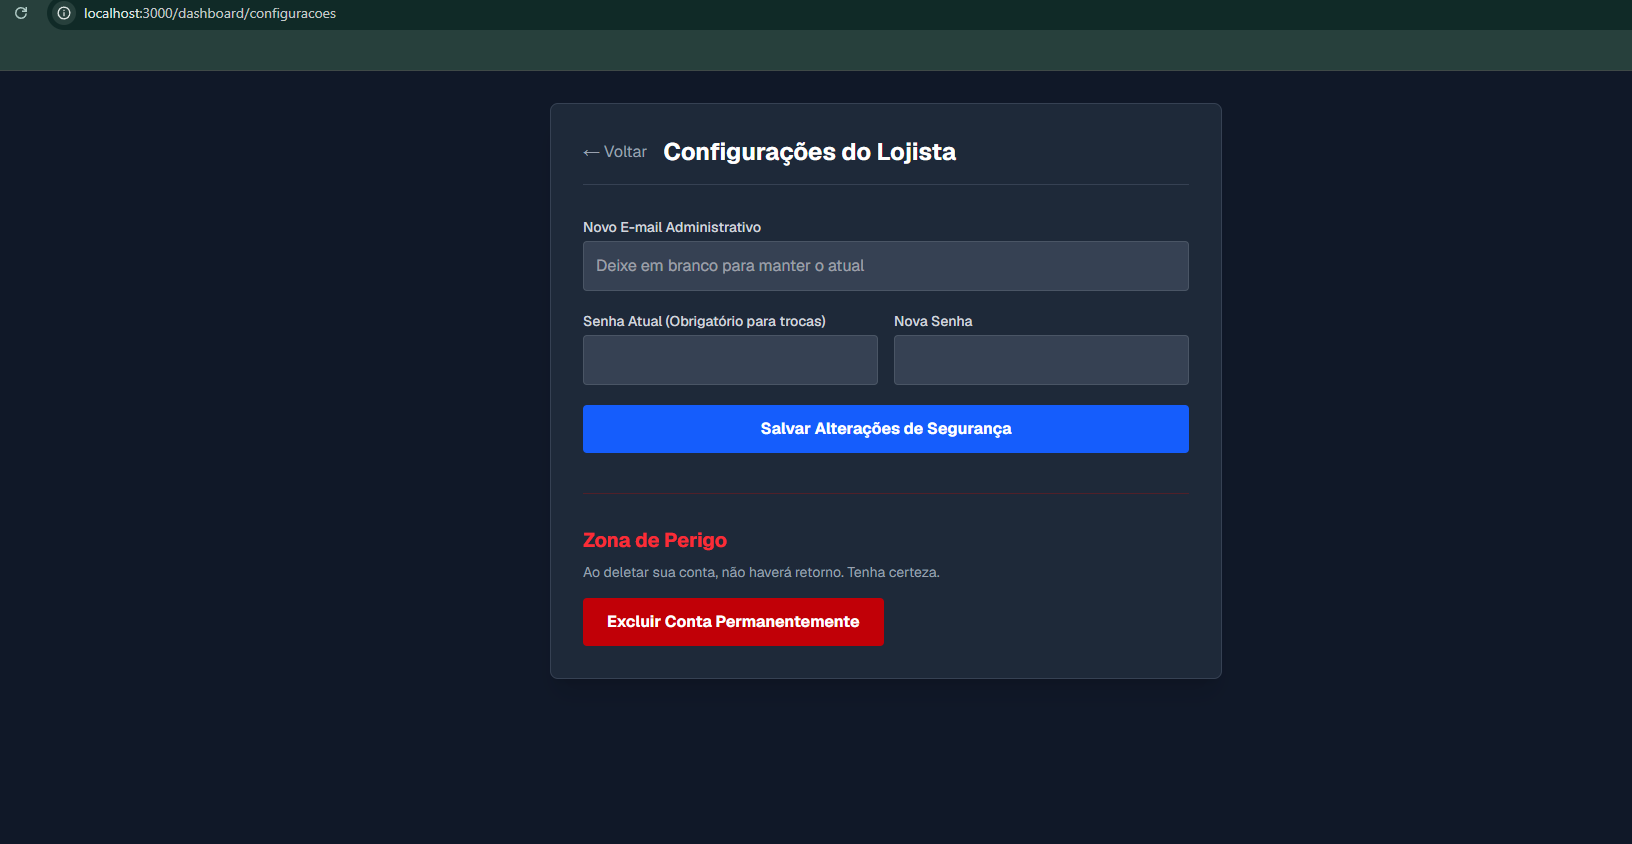 localhost:3000/dashboard/configuracoes
← Voltar Configurações do Lojista
Novo E-mail Administrativo
Deixe em branco para manter o atual
Senha Atual (Obrigatório para trocas) Nova Senha
Salvar Alterações de Segurança
Zona de Perigo
Ao deletar sua conta, não haverá retorno. Tenha certeza.
Excluir Conta Permanentemente